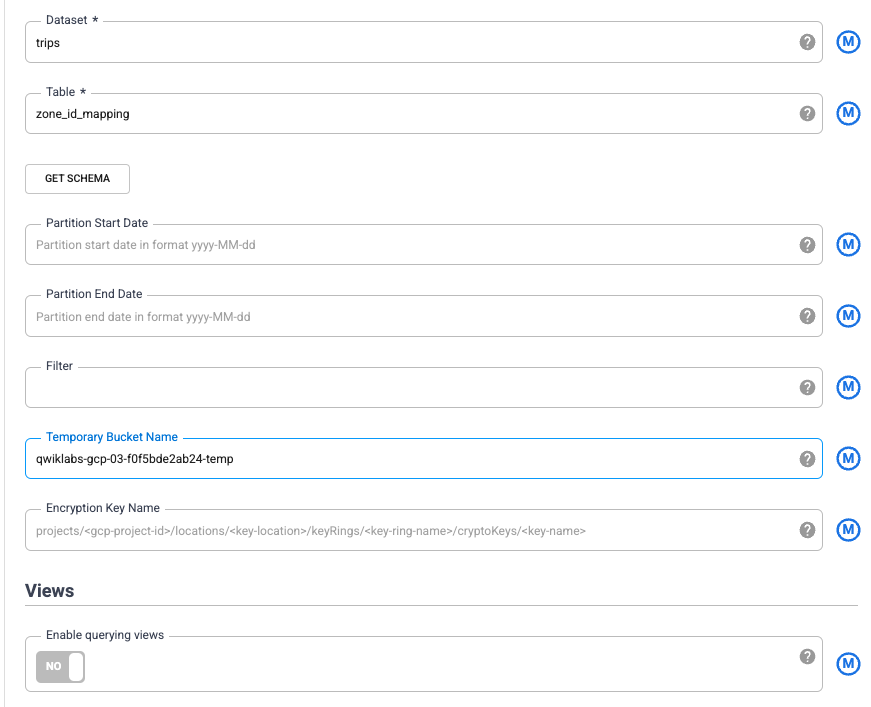 Dataset *
trips
M
Table *
zone_id_mapping
M
GET SCHEMA
Partition Start Date
Partition start date in format yyyy-MM-dd
M
Partition End Date
Partition end date in format yyyy-MM-dd
M
Filter
M
Temporary Bucket Name
qwiklabs-gcp-03-f0f5bde2ab24-temp
M
Encryption Key Name
projects/<gcp-project-id>/locations/<key-location>/keyRings/<key-ring-name>/cryptoKeys/<key-name>
M
Views
Enable querying views
NO
M